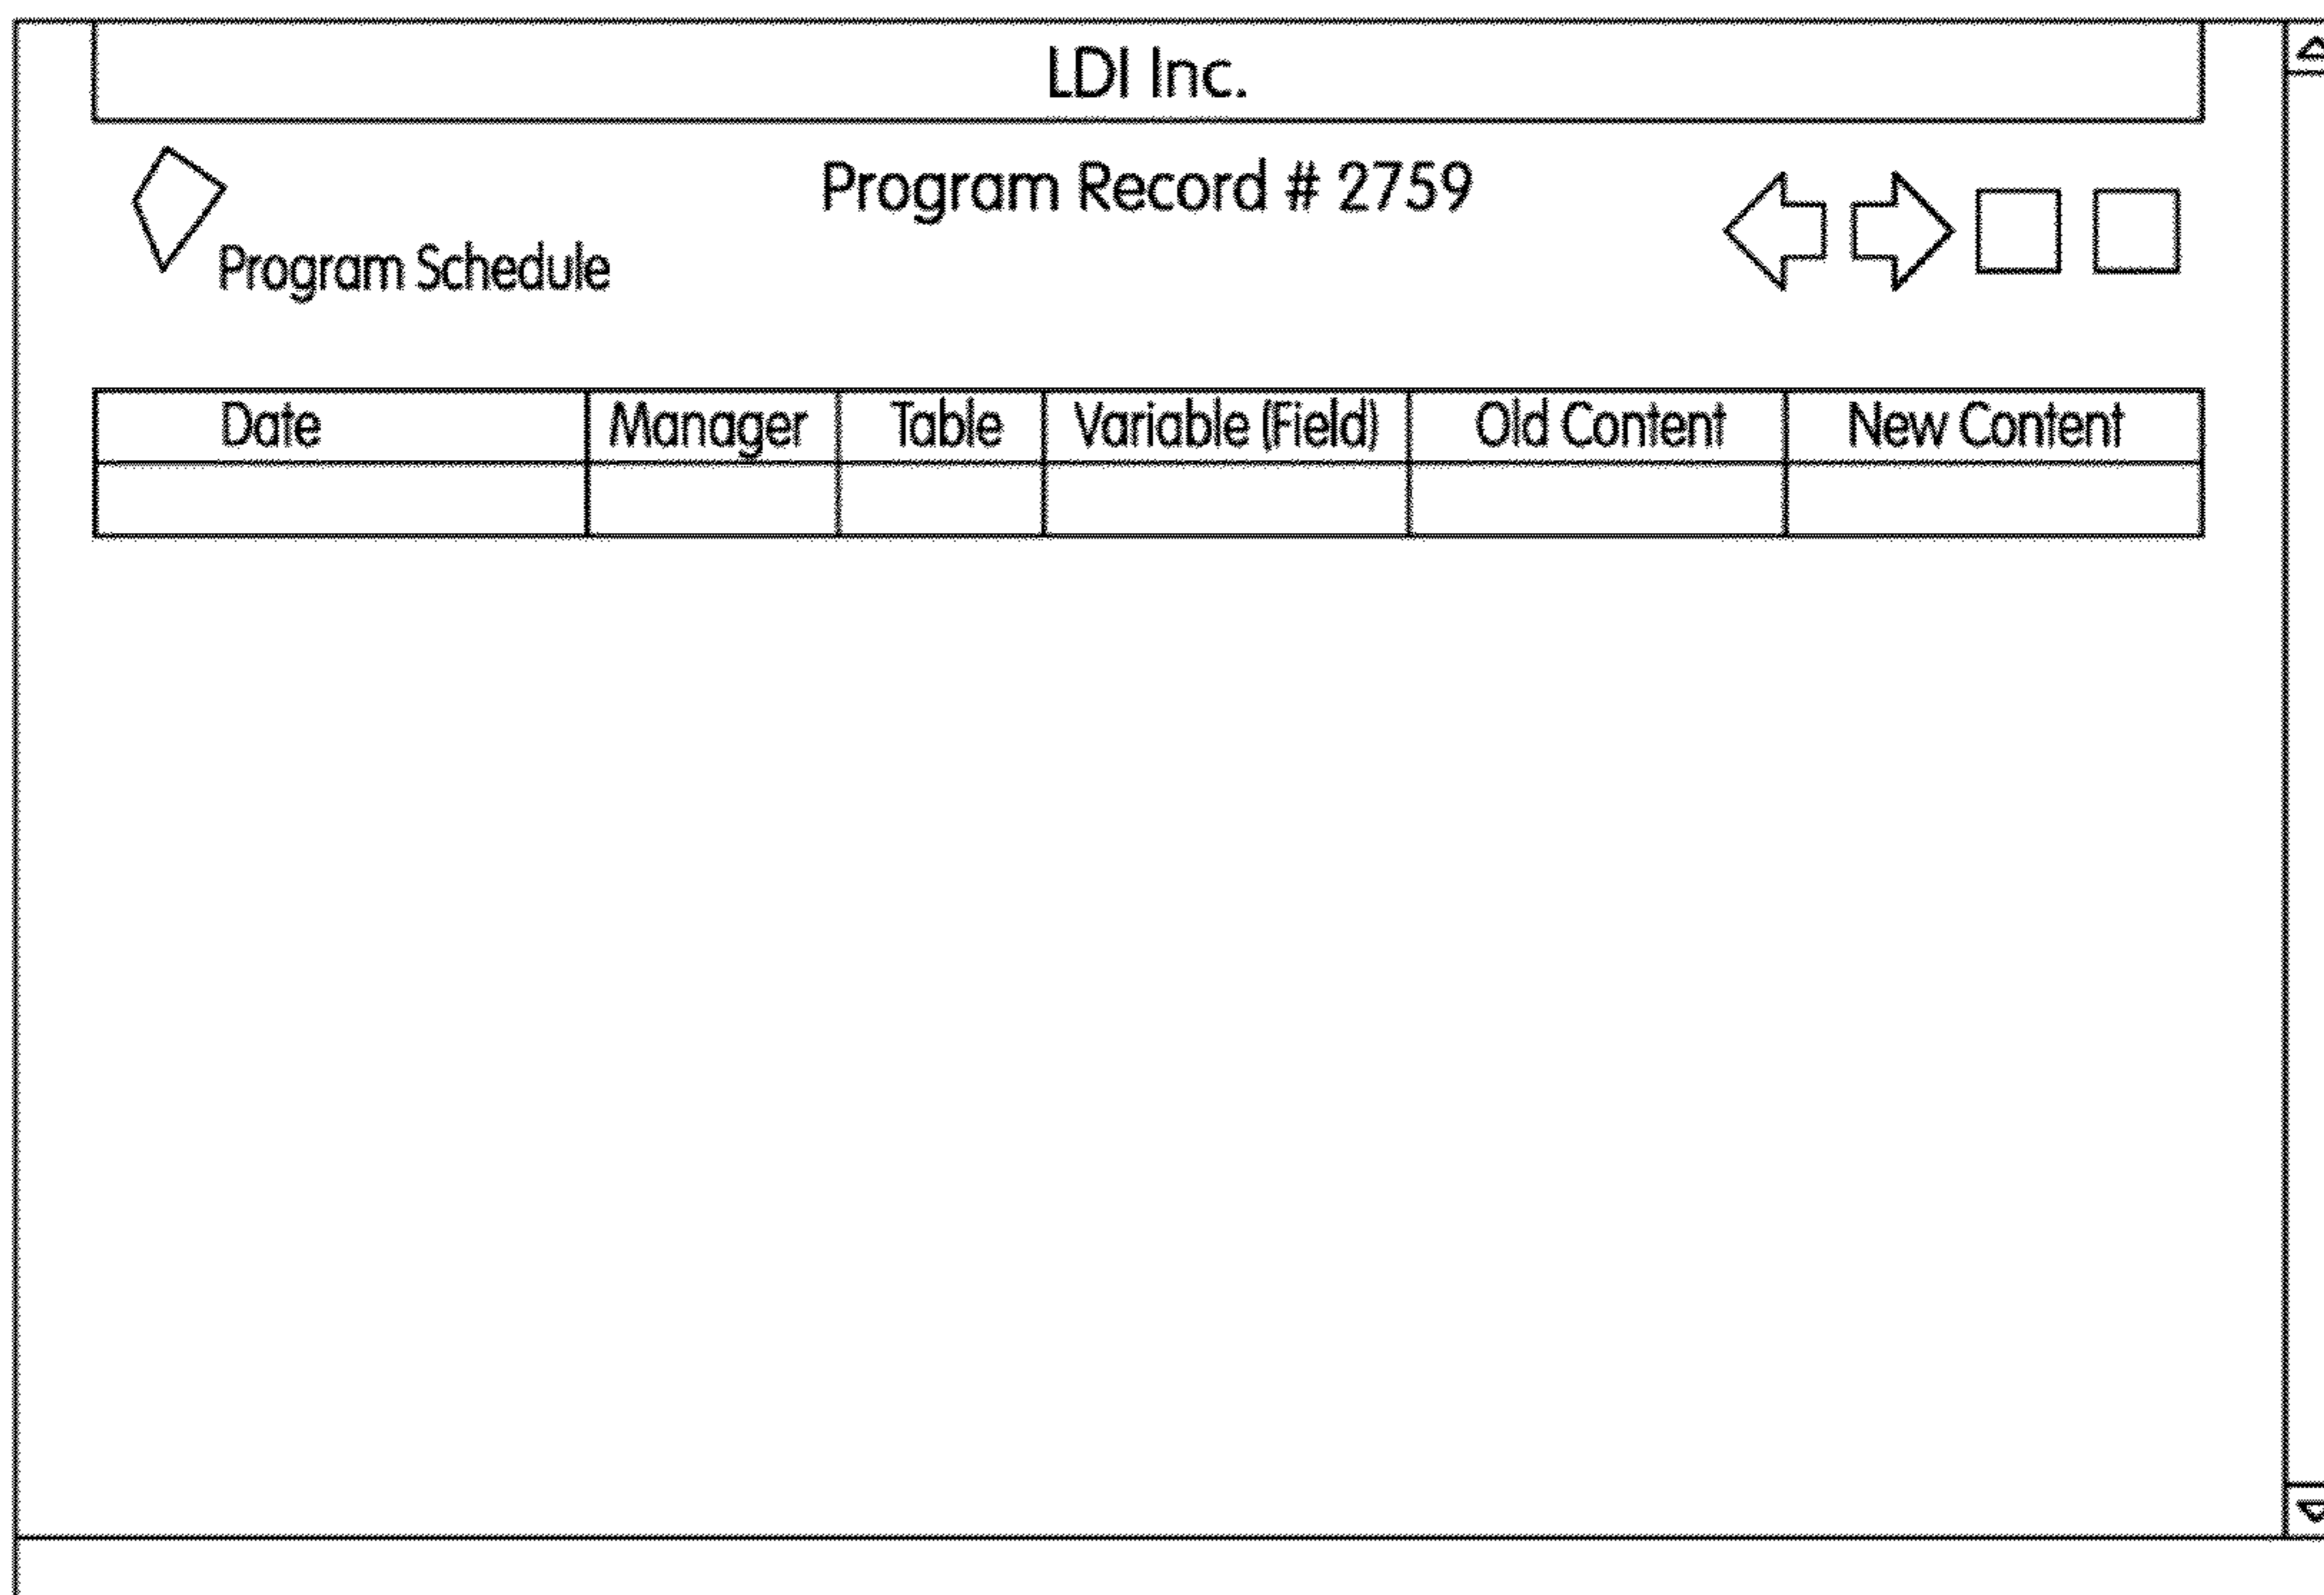 LDI Inc.
Program Record # 2759
Program Schedule
Date Manager Table Variable (Field) Old Content New Content